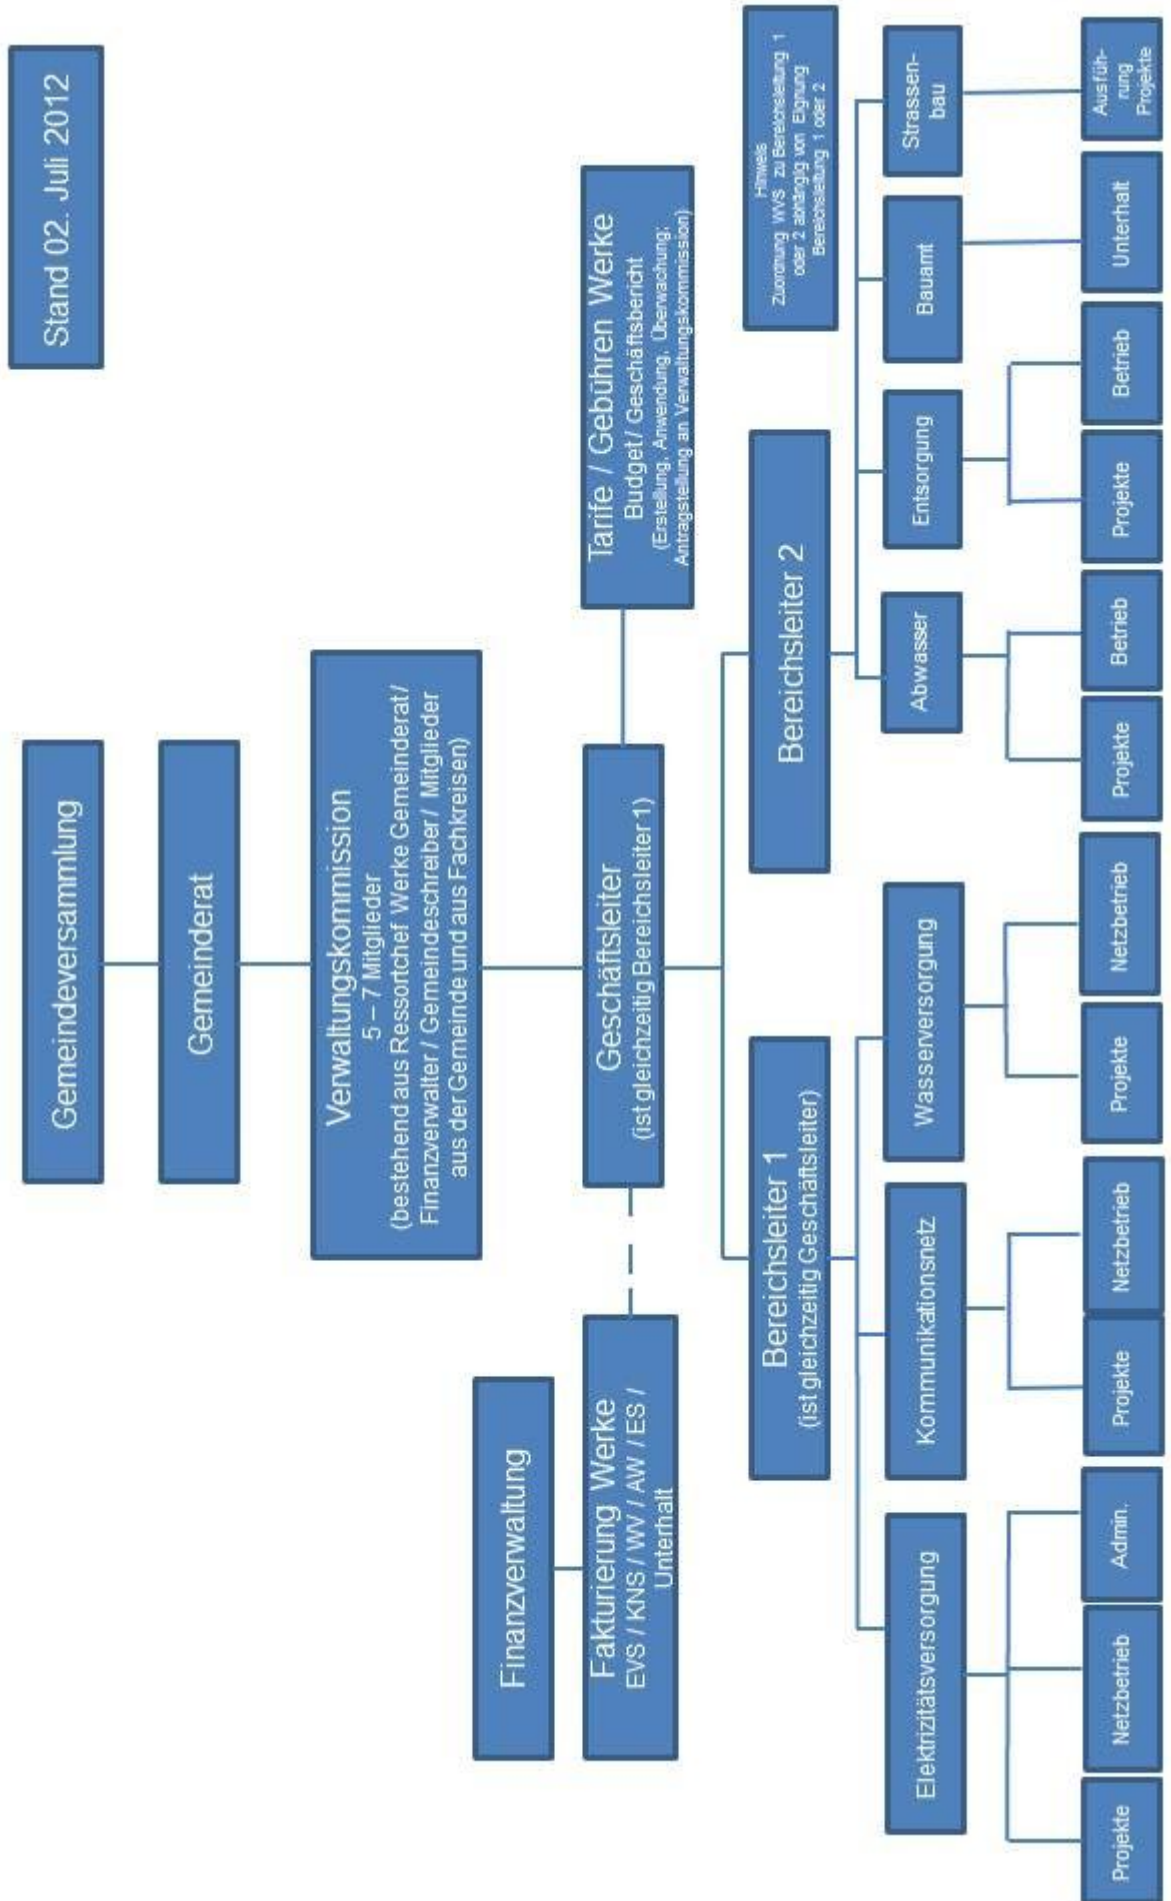 Stand 02. Juli 2012
Gemeindeversammlung
Gemeinderat
Verwaltungskommission
5 – 7 Mitglieder
(bestehend aus Ressortchef Werke Gemeinderat /
Finanzverwalter / Gemeindeschreiber / Mitglieder
aus der Gemeinde und aus Fachkreisen)
Finanzverwaltung
Fakturierung Werke
EVS / KNS / WV / AW / ES /
Unterhalt
Geschäftsleiter
(ist gleichzeitig Bereichsleiter 1)
Tarife / Gebühren Werke
Budget / Geschäftsbericht
(Erstellung, Anwendung, Überwachung;
Antragstellung an Verwaltungskommission)
Bereichsleiter 1
(ist gleichzeitig Geschäftsleiter)
Bereichsleiter 2
Hinweis
Zuordnung WVS zu Bereichsleitung 1
oder 2 abhängig von Eignung
Bereichsleitung 1 oder 2
Elektrizitätsversorgung
Kommunikationsnetz
Wasserversorgung
Abwasser
Entsorgung
Bauamt
Strassen-
bau
Projekte
Netzbetrieb
Admin.
Projekte
Netzbetrieb
Projekte
Netzbetrieb
Projekte
Betrieb
Projekte
Betrieb
Unterhalt
Ausfüh-
rung
Projekte